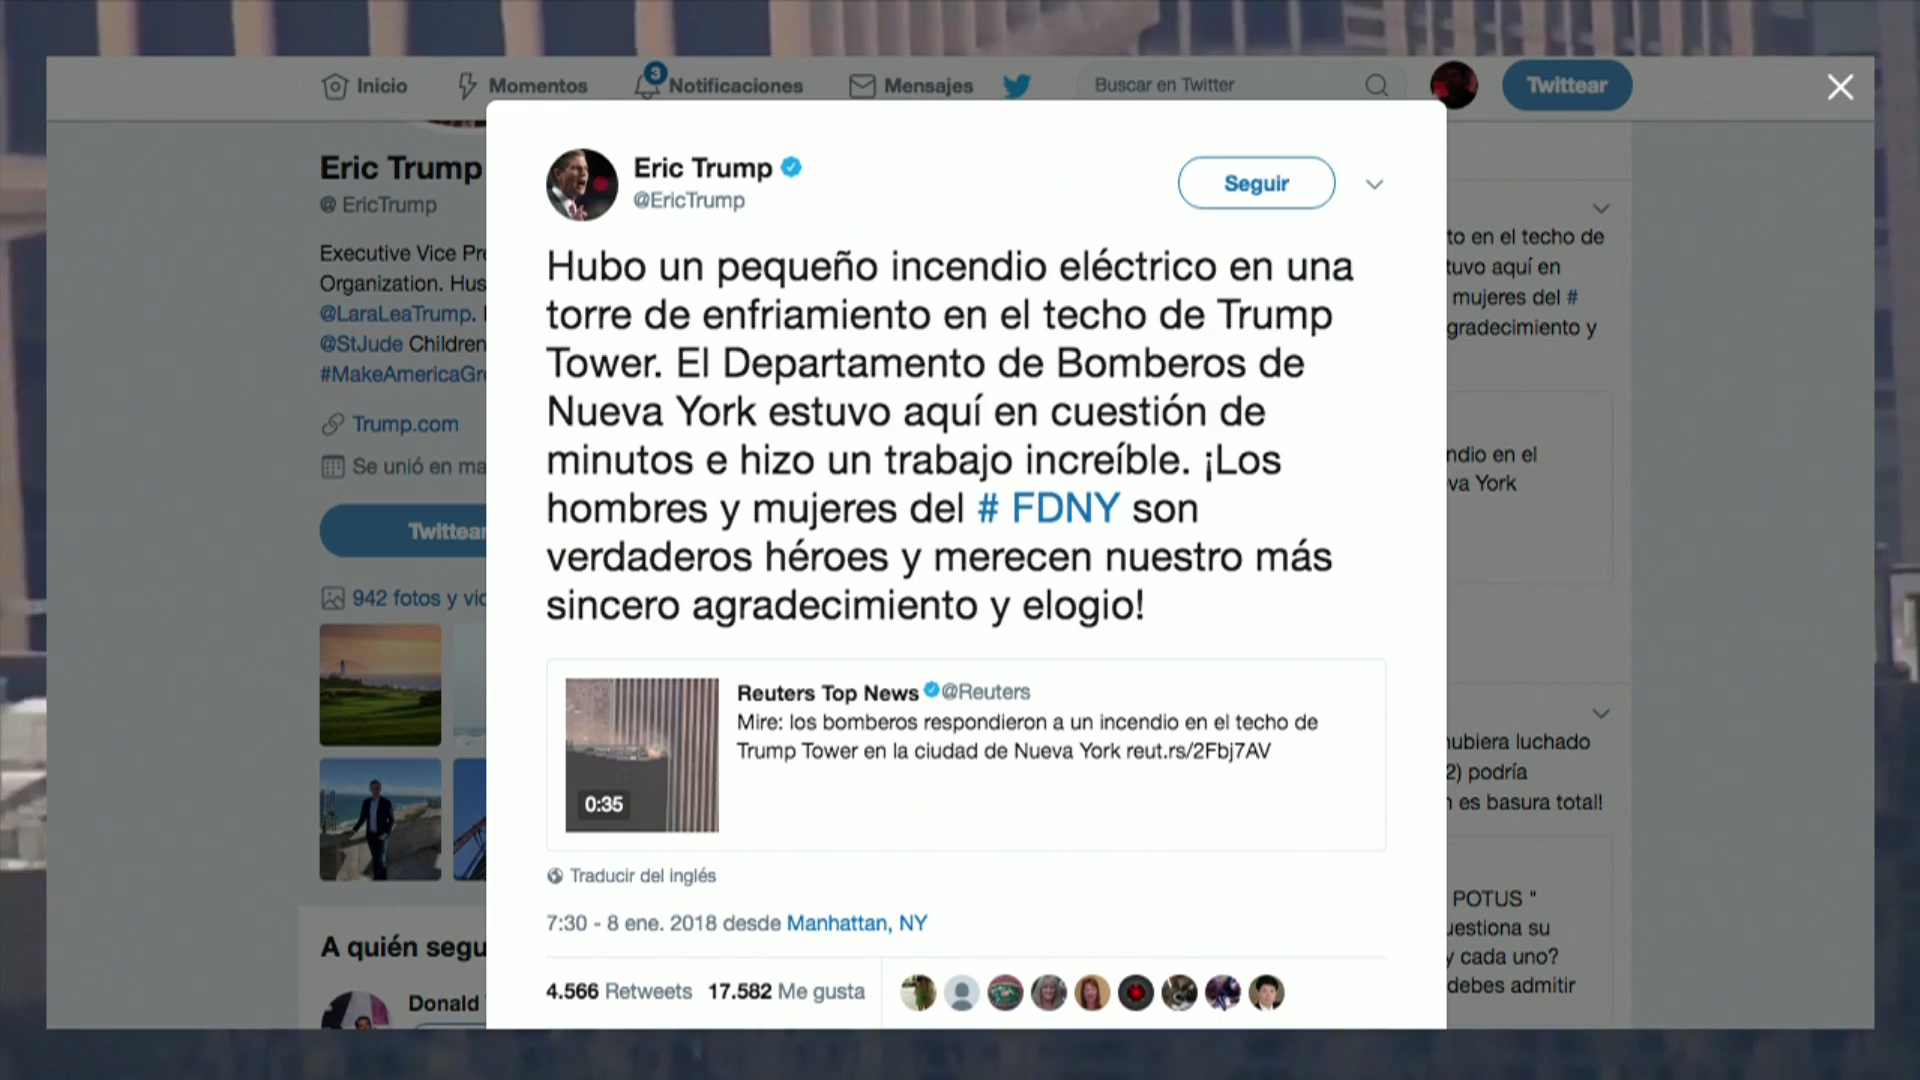 Inicio
Momentos
3
Notificaciones
Mensajes
Buscar en Twitter
Twittear
Eric Trump
@ EricTrump
Executive Vice Pre
Organization. Hus
@LaraLeaTrump.
@StJude Children
#MakeAmericaGre
Trump.com
Se unió en ma
Twittear
942 fotos y vid
A quién segu
Donald
Eric Trump
@EricTrump
Seguir
Hubo un pequeño incendio eléctrico en una
torre de enfriamiento en el techo de Trump
Tower. El Departamento de Bomberos de
Nueva York estuvo aquí en cuestión de
minutos e hizo un trabajo increíble. ¡Los
hombres y mujeres del # FDNY son
verdaderos héroes y merecen nuestro más
sincero agradecimiento y elogio!
0:35
Reuters Top News @Reuters
Mire: los bomberos respondieron a un incendio en el techo de
Trump Tower en la ciudad de Nueva York reut.rs/2Fbj7AV
Traducir del inglés
7:30 - 8 ene. 2018 desde Manhattan, NY
4.566 Retweets 17.582 Me gusta
to en el techo de
tuvo aquí en
mujeres del #
gradecimiento y
ndio en el
va York
hubiera luchado
2) podría
n es basura total!
POTUS "
uestiona su
y cada uno?
debes admitir